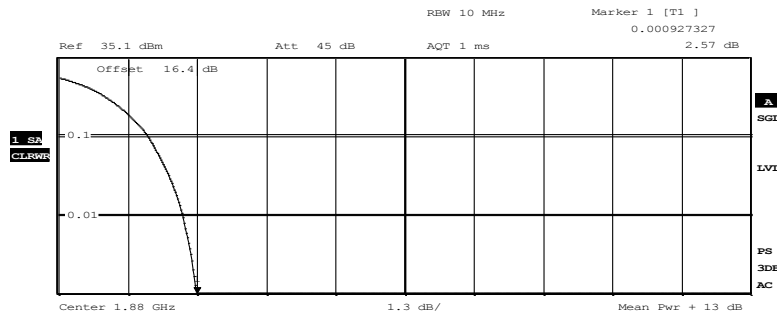 RBW 10 MHz Marker 1 [T1 ]
0.000927327
Ref 35.1 dBm Att 45 dB AQT 1 ms 2.57 dB
Offset 16.4 dB
A
SGL
0.1
1 SA
CLRWR
LVL
0.01
PS
3DB
AC
Center 1.88 GHz 1.3 dB/ Mean Pwr + 13 dB